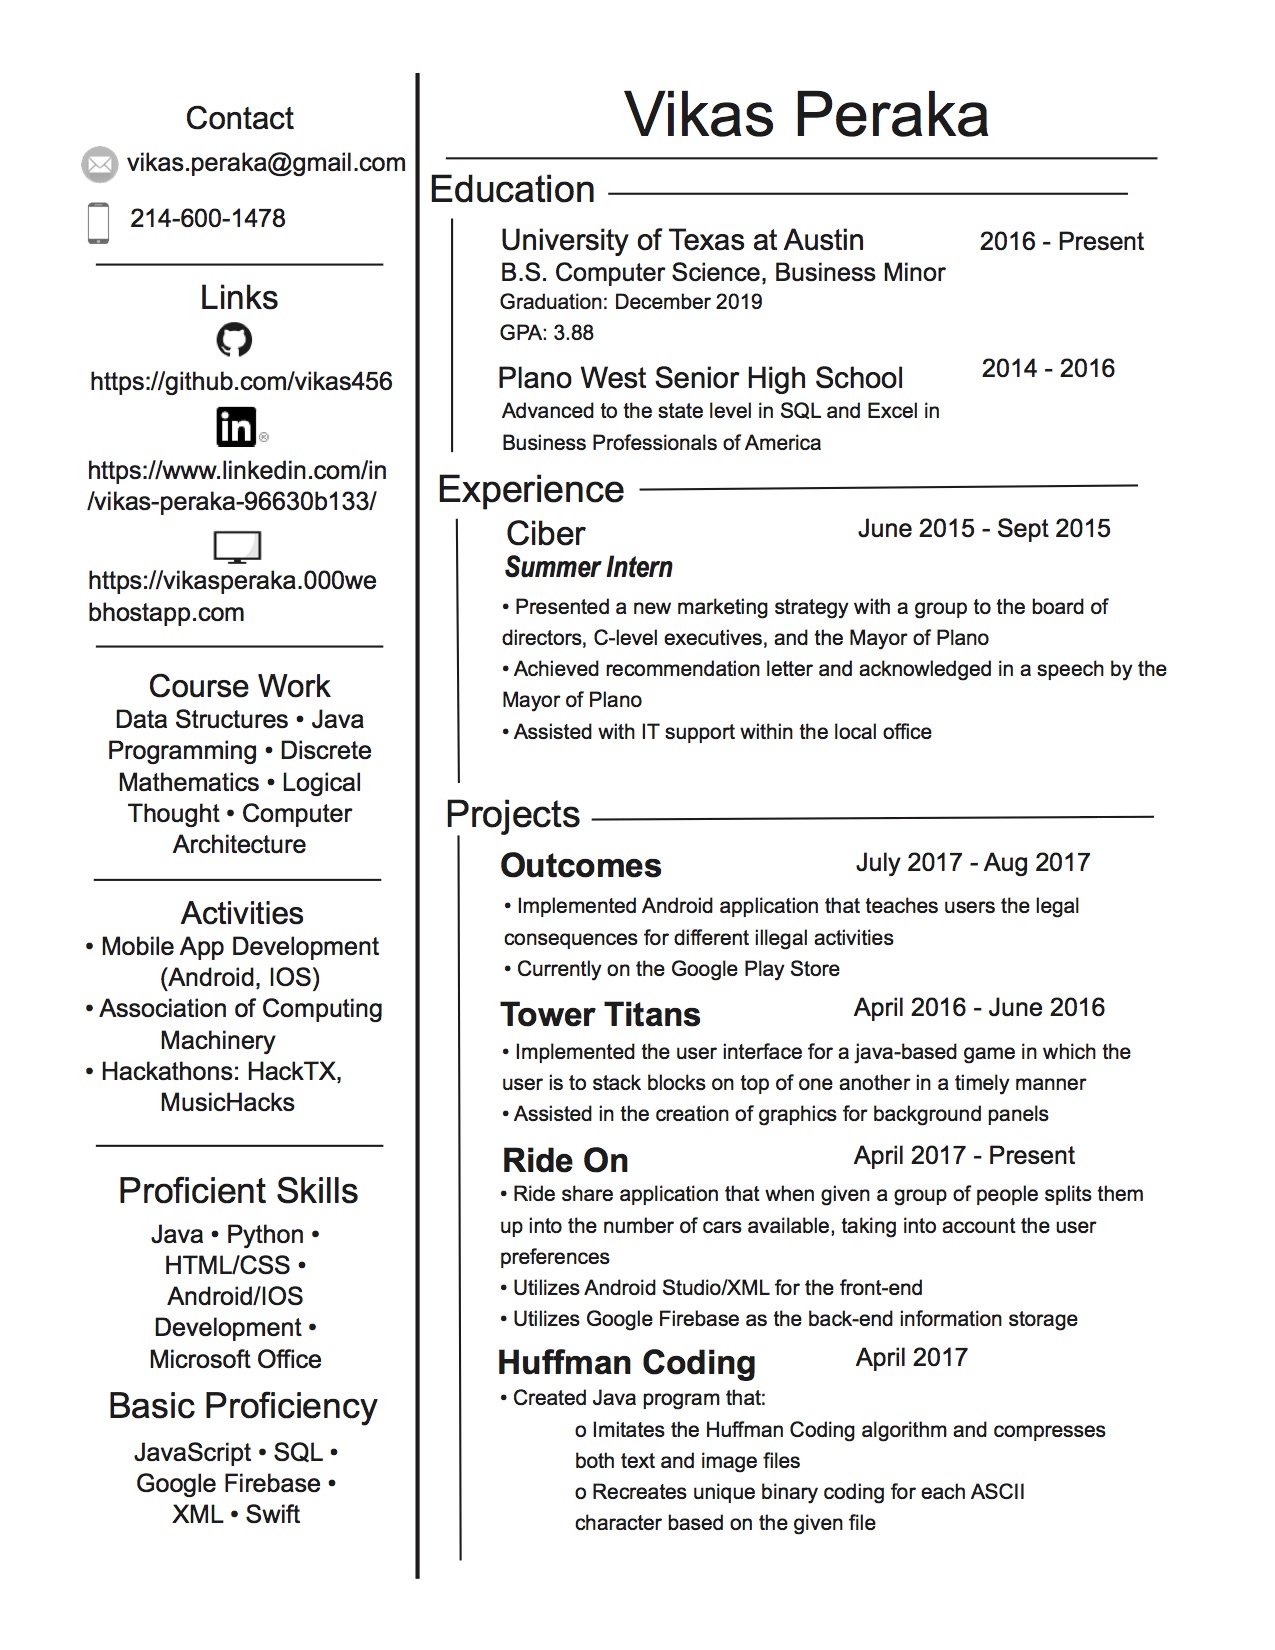 Contact
vikas.peraka@gmail.com
214-600-1478
Links
https://github.com/vikas456
in ®
https://www.linkedin.com/in
/vikas-peraka-96630b133/
https://vikasperaka.000we
bhostapp.com
Course Work
Data Structures • Java
Programming • Discrete
Mathematics • Logical
Thought • Computer
Architecture
Activities
• Mobile App Development
(Android, IOS)
• Association of Computing
Machinery
• Hackathons: HackTX,
MusicHacks
Proficient Skills
Java • Python •
HTML/CSS •
Android/IOS
Development •
Microsoft Office
Basic Proficiency
JavaScript • SQL •
Google Firebase •
XML • Swift
Vikas Peraka
Education
University of Texas at Austin 2016 - Present
B.S. Computer Science, Business Minor
Graduation: December 2019
GPA: 3.88
Plano West Senior High School 2014 - 2016
Advanced to the state level in SQL and Excel in
Business Professionals of America
Experience
Ciber June 2015 - Sept 2015
Summer Intern
• Presented a new marketing strategy with a group to the board of
directors, C-level executives, and the Mayor of Plano
• Achieved recommendation letter and acknowledged in a speech by the
Mayor of Plano
• Assisted with IT support within the local office
Projects
Outcomes July 2017 - Aug 2017
• Implemented Android application that teaches users the legal
consequences for different illegal activities
• Currently on the Google Play Store
Tower Titans April 2016 - June 2016
• Implemented the user interface for a java-based game in which the
user is to stack blocks on top of one another in a timely manner
• Assisted in the creation of graphics for background panels
Ride On April 2017 - Present
• Ride share application that when given a group of people splits them
up into the number of cars available, taking into account the user
preferences
• Utilizes Android Studio/XML for the front-end
• Utilizes Google Firebase as the back-end information storage
Huffman Coding April 2017
• Created Java program that:
o Imitates the Huffman Coding algorithm and compresses
both text and image files
o Recreates unique binary coding for each ASCII
character based on the given file